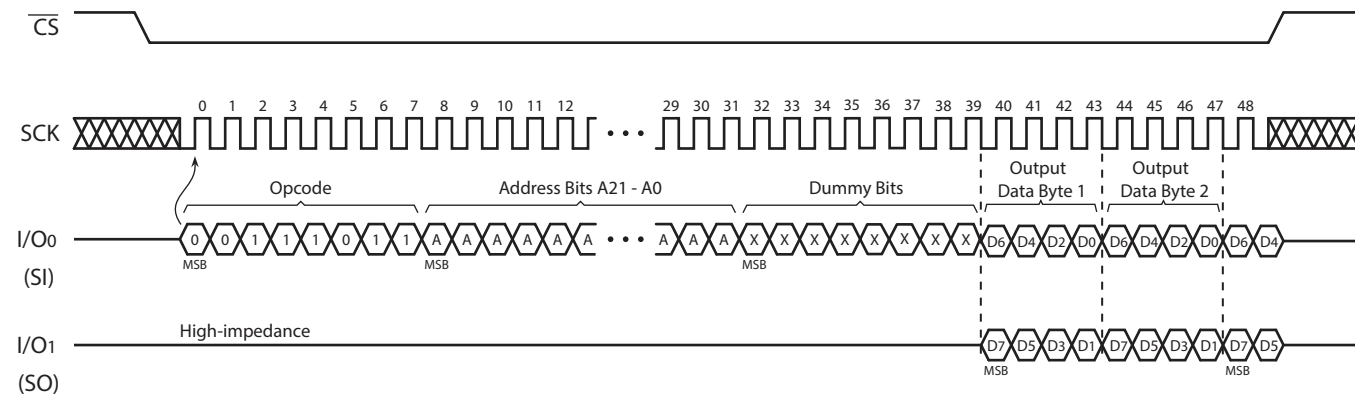 CS
SCK
0 1 2 3 4 5 6 7 8 9 10 11 12 29 30 31 32 33 34 35 36 37 38 39 40 41 42 43 44 45 46 47 48
• • •
Opcode
Address Bits A21 - A0
Dummy Bits
Output
Data Byte 1
Output
Data Byte 2
I/O0
(SI)
0 0 1 1 1 0 1 1 A A A A A A • • • A A A X X X X X X X X D6 D4 D2 D0 D6 D4 D2 D0 D6 D4
MSB MSB MSB
High-impedance
I/O1
(SO)
D7 D5 D3 D1 D7 D5 D3 D1 D7 D5
MSB MSB